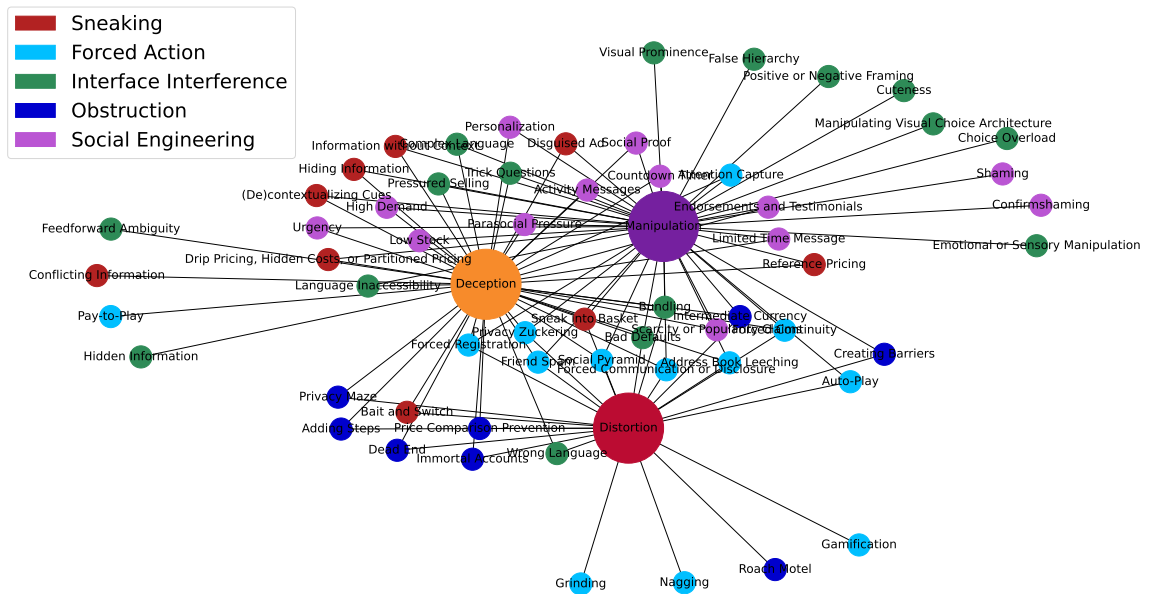 Sneaking
Forced Action
Interface Interference
Obstruction
Social Engineering
Visual Prominence
False Hierarchy
Positive or Negative Framing
Cuteness
Manipulating Visual Choice Architecture
Choice Overload
Personalization
Information without Context
Complex Language
Disguised Ad
Social Proof
Hiding Information
Trick Questions
Countdown Timer
Attention Capture
Shaming
Pressured Selling
Activity Messages
(De)contextualizing Cues
High Demand
Endorsements and Testimonials
Confirmshaming
Feedforward Ambiguity
Urgency
Parasocial Pressure
Manipulation
Low Stock
Limited Time Message
Emotional or Sensory Manipulation
Drip Pricing, Hidden Costs, or Partitioned Pricing
Reference Pricing
Conflicting Information
Language Inaccessibility
Deception
Bundling
Pay-to-Play
Sneak into Basket
Intermediate Currency
Privacy Zuckering
Scarcity or Popularity Claims
Forced Continuity
Bad Defaults
Forced Registration
Hidden Information
Friend Spam
Social Pyramid
Address Book Leeching
Creating Barriers
Forced Communication or Disclosure
Auto-Play
Privacy Maze
Bait and Switch
Adding Steps
Price Comparison Prevention
Distortion
Dead End
Immortal Accounts
Wrong Language
Gamification
Roach Motel
Grinding
Nagging